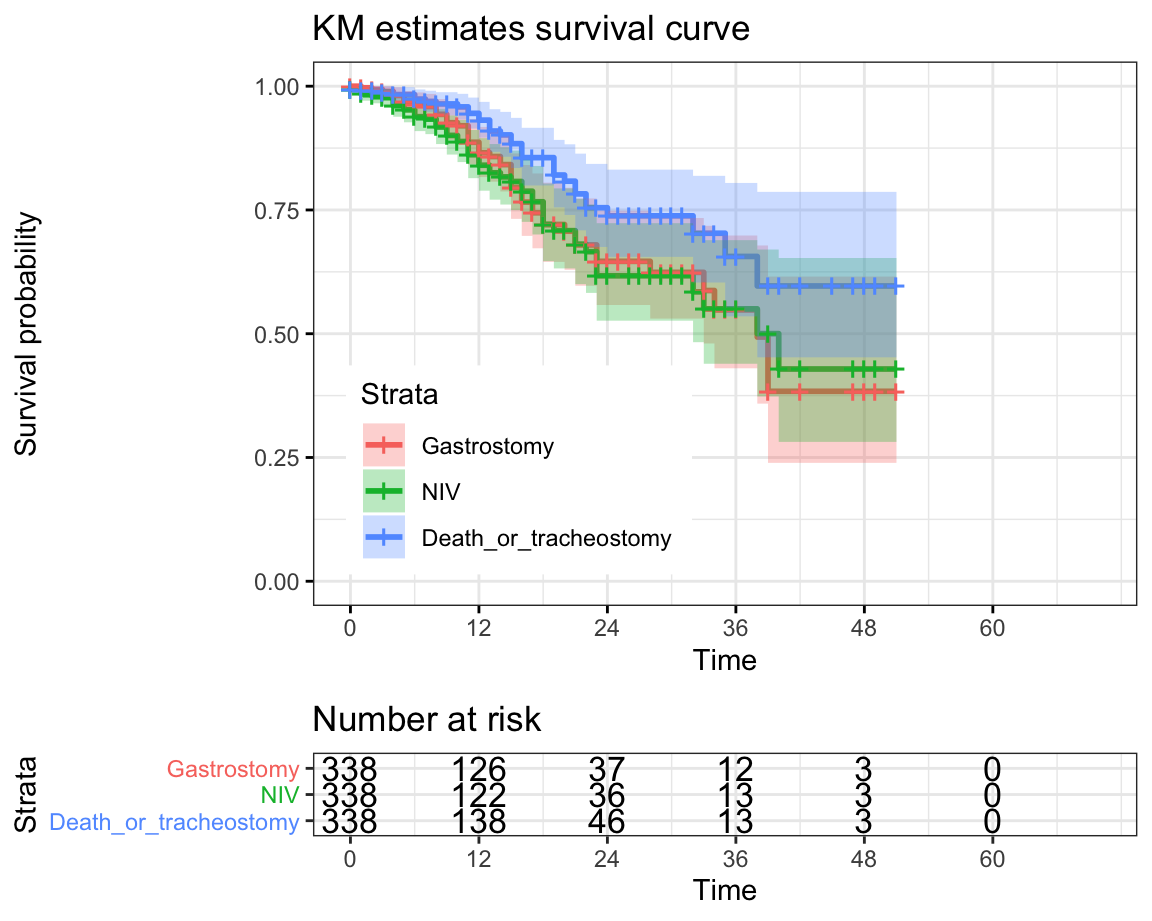 KM estimates survival curve
Survival probability
1.00
0.75
0.50
0.25
0.00
Strata
Gastrostomy
NIV
Death_or_tracheostomy
0 12 24 36 48 60
Time
Number at risk
Strata
Gastrostomy 338 126 37 12 3 0
NIV 338 122 36 13 3 0
Death_or_tracheostomy 338 138 46 13 3 0
0 12 24 36 48 60
Time